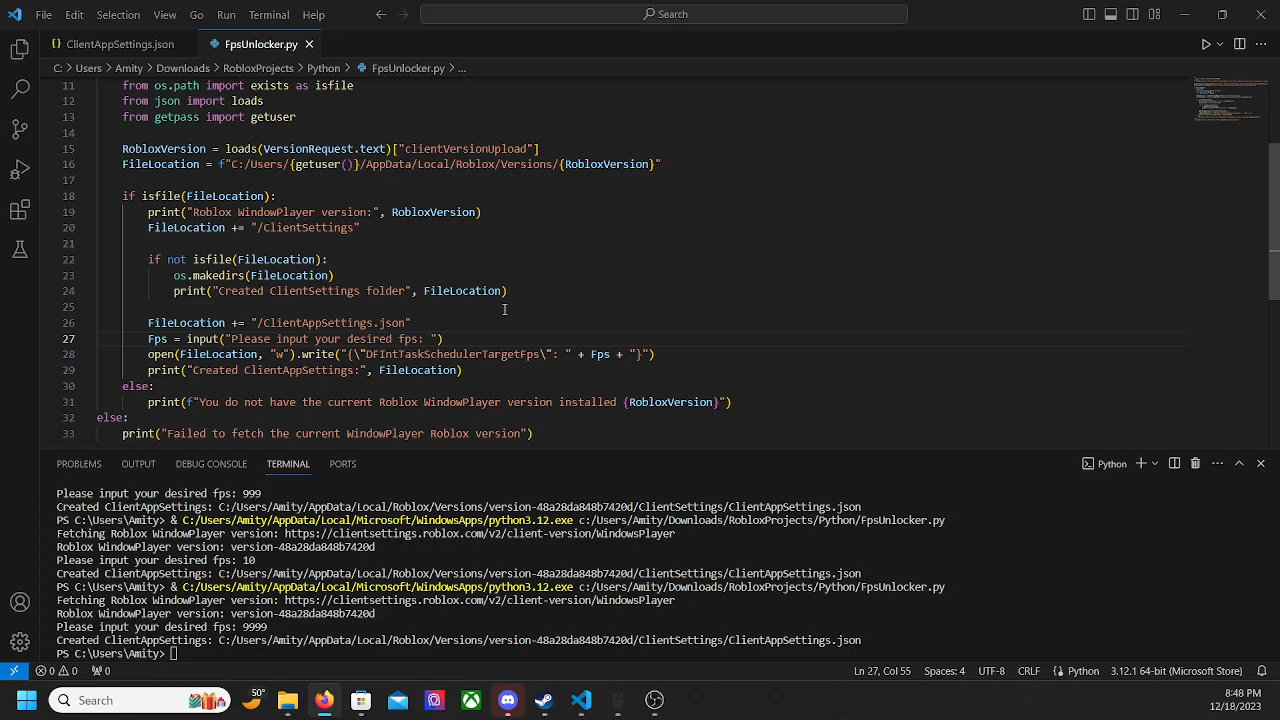 File Edit Selection View Go Run Terminal Help Search
ClientAppSettings.json FpsUnlocker.py
C: > Users > Amity > Downloads > RobloxProjects > Python > FpsUnlocker.py > ...
11 from os.path import exists as isfile
12 from json import loads
13 from getpass import getuser
14
15 RobloxVersion = loads(VersionRequest.text)["clientVersionUpload"]
16 FileLocation = f"C:/Users/{getuser()}/AppData/Local/Roblox/Versions/{RobloxVersion}"
17
18 if isfile(FileLocation):
19 print("Roblox WindowPlayer version:", RobloxVersion)
20 FileLocation += "/ClientSettings"
21
22 if not isfile(FileLocation):
23 os.makedirs(FileLocation)
24 print("Created ClientSettings folder", FileLocation)
25
26 FileLocation += "/ClientAppSettings.json"
27 Fps = input("Please input your desired fps: ")
28 open(FileLocation, "w").write("{\"DFIntTaskSchedulerTargetFps\": " + Fps + "}")
29 print("Created ClientAppSettings:", FileLocation)
30 else:
31 print(f"You do not have the current Roblox WindowPlayer version installed {RobloxVersion}")
32 else:
33 print("Failed to fetch the current WindowPlayer Roblox version")
PROBLEMS OUTPUT DEBUG CONSOLE TERMINAL PORTS Python
Please input your desired fps: 999
Created ClientAppSettings: C:/Users/Amity/AppData/Local/Roblox/Versions/version-48a28da848b7420d/ClientSettings/ClientAppSettings.json
PS C:\Users\Amity> & C:/Users/Amity/AppData/Local/Microsoft/WindowsApps/python3.12.exe c:/Users/Amity/Downloads/RobloxProjects/Python/FpsUnlocker.py
Fetching Roblox WindowPlayer version: https://clientsettings.roblox.com/v2/client-version/WindowsPlayer
Roblox WindowPlayer version: version-48a28da848b7420d
Please input your desired fps: 10
Created ClientAppSettings: C:/Users/Amity/AppData/Local/Roblox/Versions/version-48a28da848b7420d/ClientSettings/ClientAppSettings.json
PS C:\Users\Amity> & C:/Users/Amity/AppData/Local/Microsoft/WindowsApps/python3.12.exe c:/Users/Amity/Downloads/RobloxProjects/Python/FpsUnlocker.py
Fetching Roblox WindowPlayer version: https://clientsettings.roblox.com/v2/client-version/WindowsPlayer
Roblox WindowPlayer version: version-48a28da848b7420d
Please input your desired fps: 9999
Created ClientAppSettings: C:/Users/Amity/AppData/Local/Roblox/Versions/version-48a28da848b7420d/ClientSettings/ClientAppSettings.json
PS C:\Users\Amity>
0 0 0 Ln 27, Col 55 Spaces: 4 UTF-8 CRLF Python 3.12.1 64-bit (Microsoft Store)
Search 50° 8:48 PM
12/18/2023